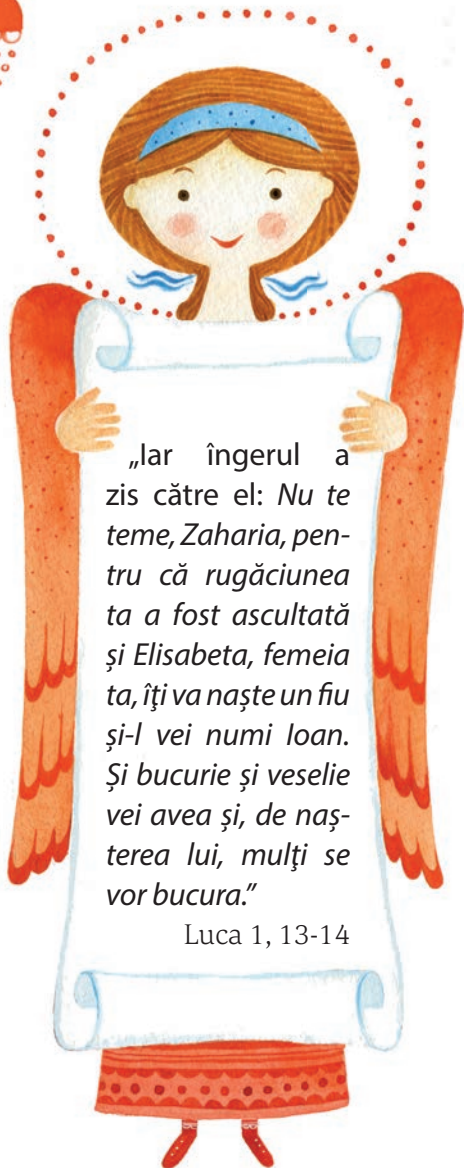 „Iar îngerul a
zis către el: Nu te
teme, Zaharia, pen-
tru că rugăciunea
ta a fost ascultată
și Elisabeta, femeia
ta, îţi va naște un fiu
și-l vei numi Ioan.
Și bucurie și veselie
vei avea și, de naș-
terea lui, mulţi se
vor bucura.”
Luca 1, 13-14